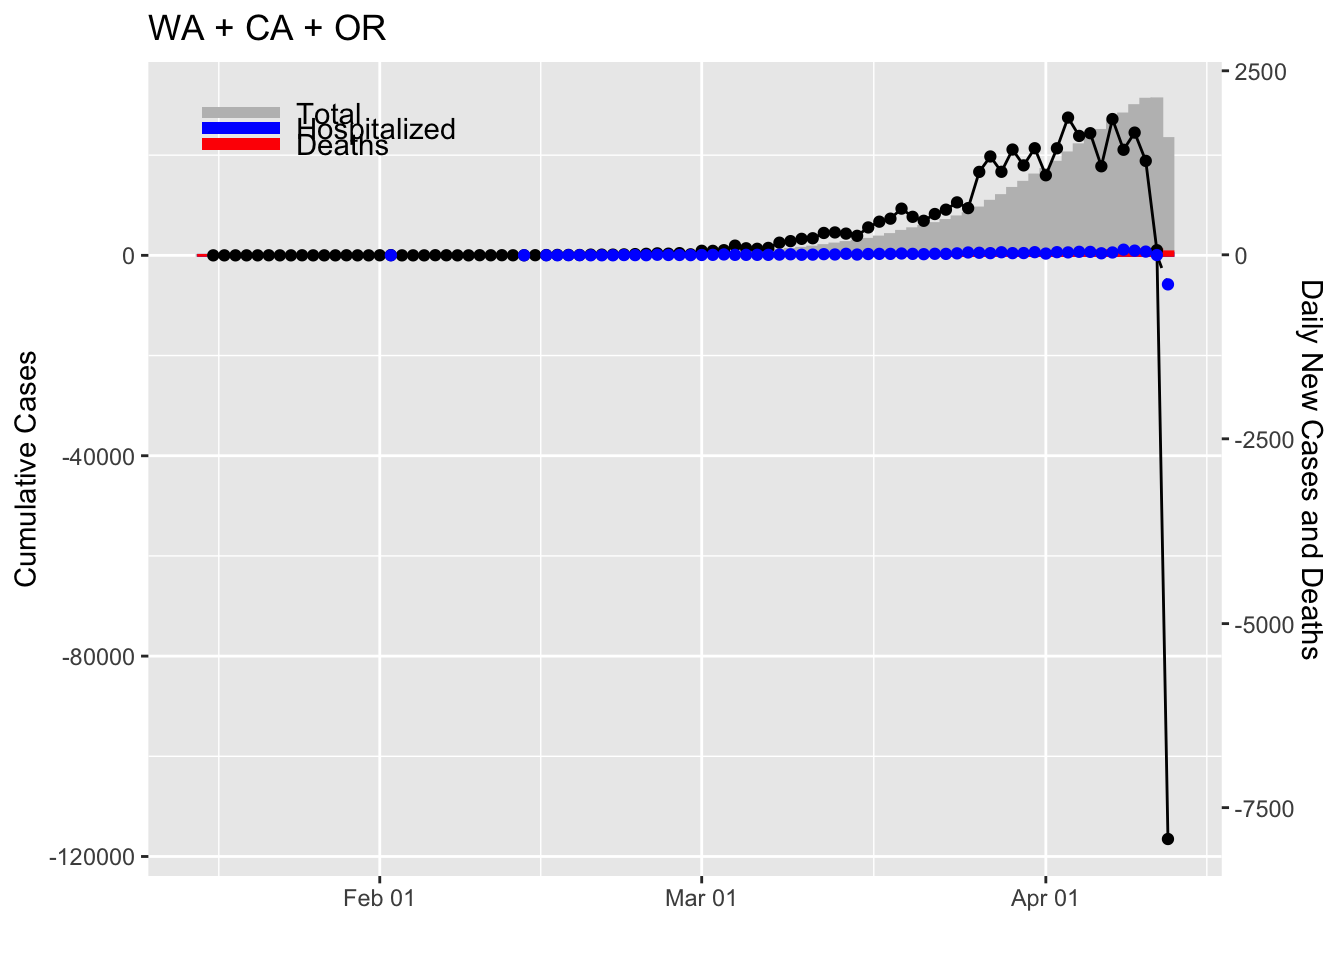 WA + CA + OR
Total
Hospitalized
Deaths
Cumulative Cases
0
-40000
-80000
-120000
2500
0
-2500
-5000
-7500
Daily New Cases and Deaths
Feb 01
Mar 01
Apr 01